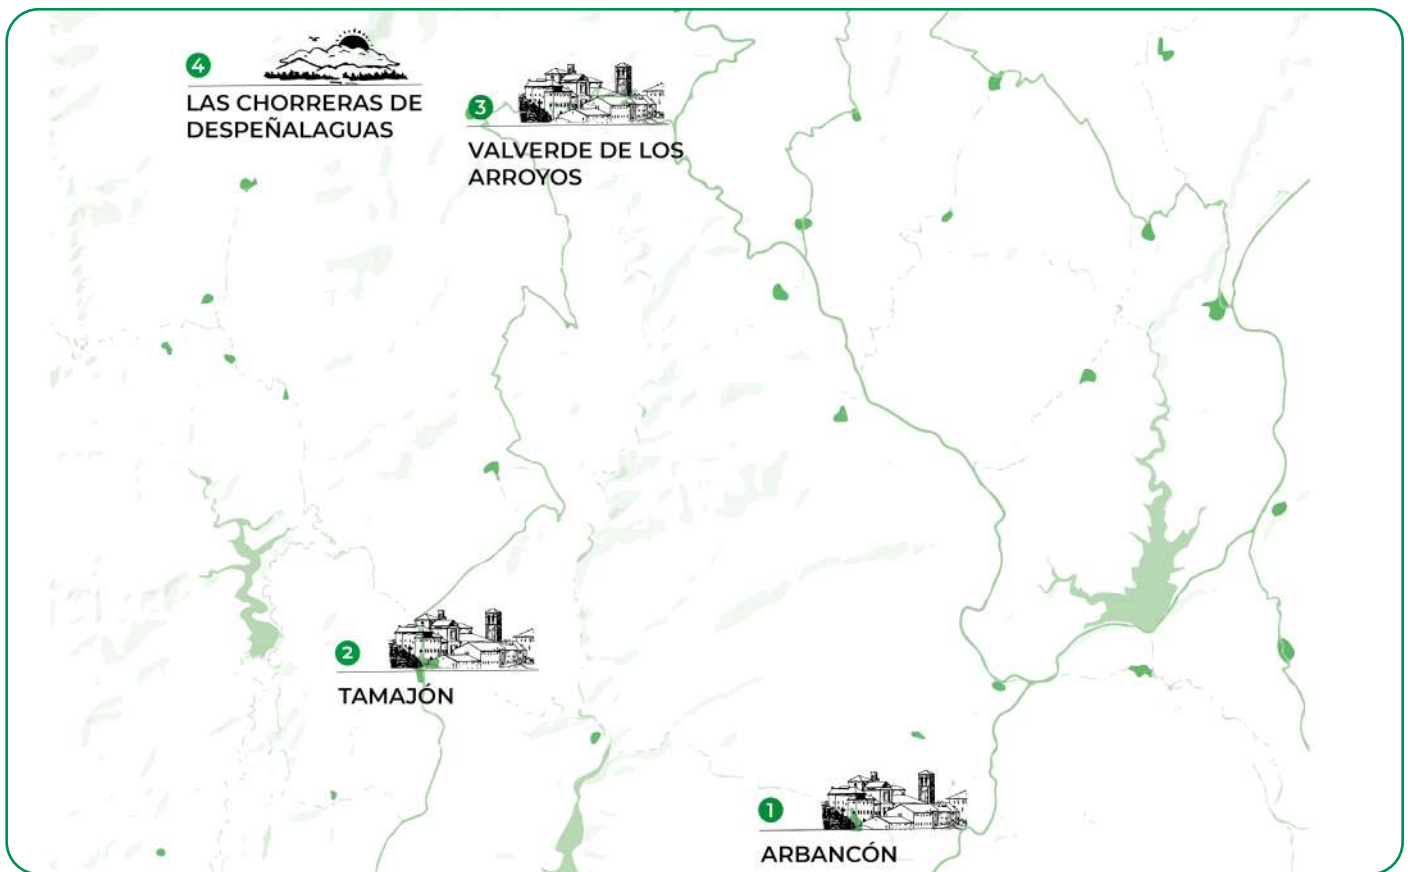 4
LAS CHORRERAS DE
DESPEÑALAGUAS
3
VALVERDE DE LOS
ARROYOS
2
TAMAJÓN
1
ARBANCÓN